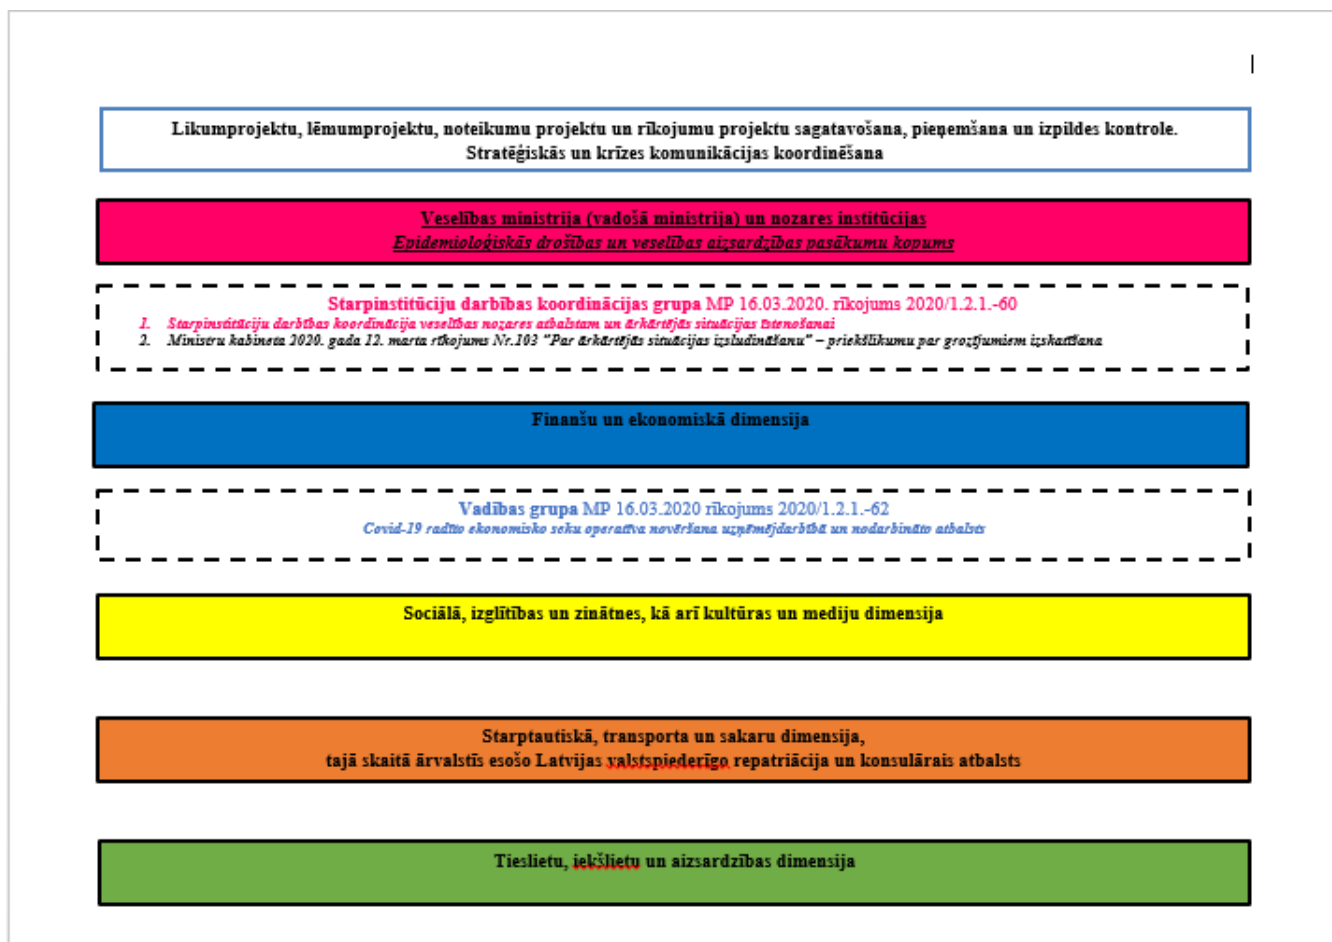 Likumprojektu, lēmumprojektu, noteikumu projektu un rīkojumu projektu sagatavošana, pieņemšana un izpildes kontrole.
Stratēģiskās un krīzes komunikācijas koordinēšana
Veselības ministrija (vadošā ministrija) un nozares institūcijas
Epidemioloģiskās drošības un veselības aizsardzības pasākumu kopums
Starpinstitūciju darbības koordinācijas grupa MP 16.03.2020. rīkojums 2020/1.2.1.-60
1. Starpinstitūciju darbības koordinācija veselības nozares atbalstam un ārkārtējās situācijas īstenošanai
2. Ministru kabineta 2020. gada 12. marta rīkojums Nr.103 "Par ārkārtējās situācijas izsludināšanu" – priekšlikumu par grozījumiem izskatīšana
Finanšu un ekonomiskā dimensija
Vadības grupa MP 16.03.2020 rīkojums 2020/1.2.1.-62
Covid-19 radīto ekonomisko seku operatīva novēršana uzņēmējdarbībā un nodarbināto atbalsts
Sociālā, izglītības un zinātnes, kā arī kultūras un mediju dimensija
Starptautiskā, transporta un sakaru dimensija,
tajā skaitā ārvalstīs esošo Latvijas valstspiederīgo repatriācija un konsulārais atbalsts
Tieslietu, iekšlietu un aizsardzības dimensija